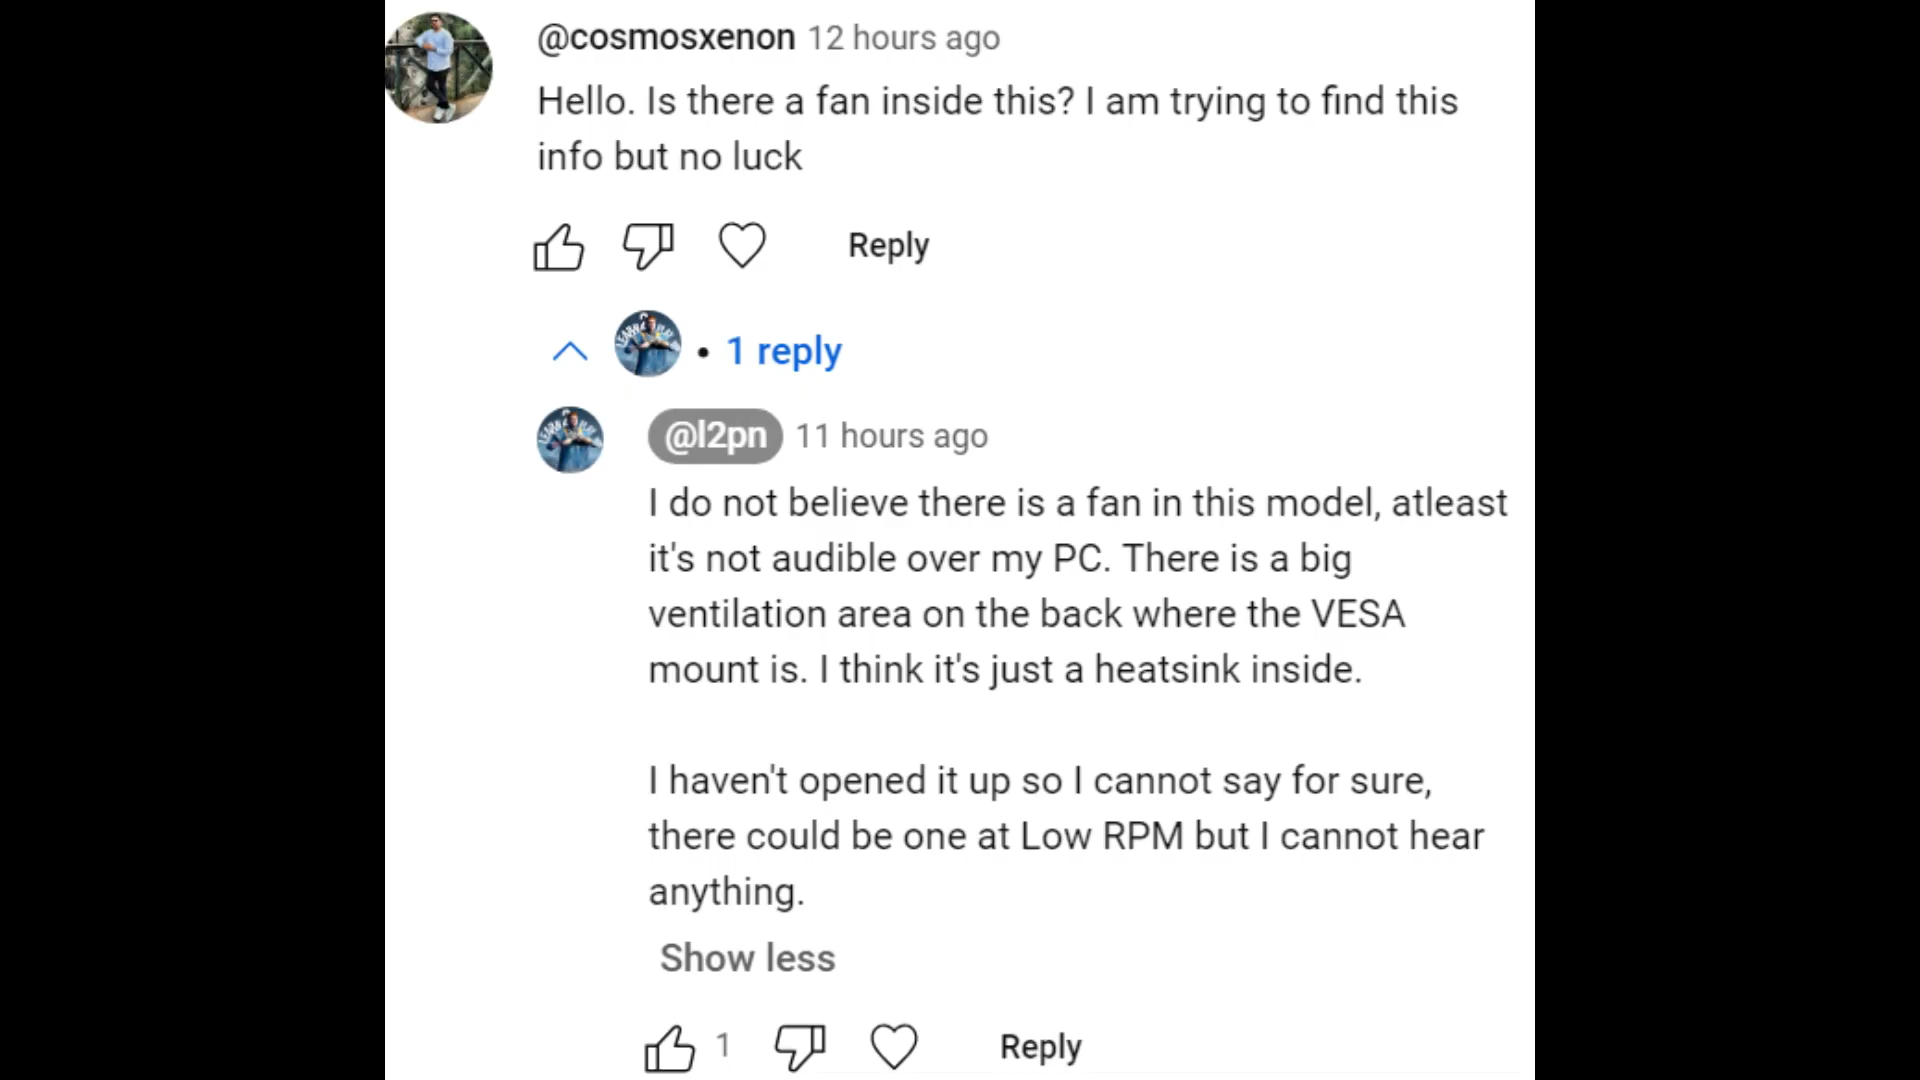 @cosmosxenon 12 hours ago
Hello. Is there a fan inside this? I am trying to find this
info but no luck
Reply
• 1 reply
@l2pn 11 hours ago
I do not believe there is a fan in this model, atleast
it's not audible over my PC. There is a big
ventilation area on the back where the VESA
mount is. I think it's just a heatsink inside.
I haven't opened it up so I cannot say for sure,
there could be one at Low RPM but I cannot hear
anything.
Show less
1 Reply